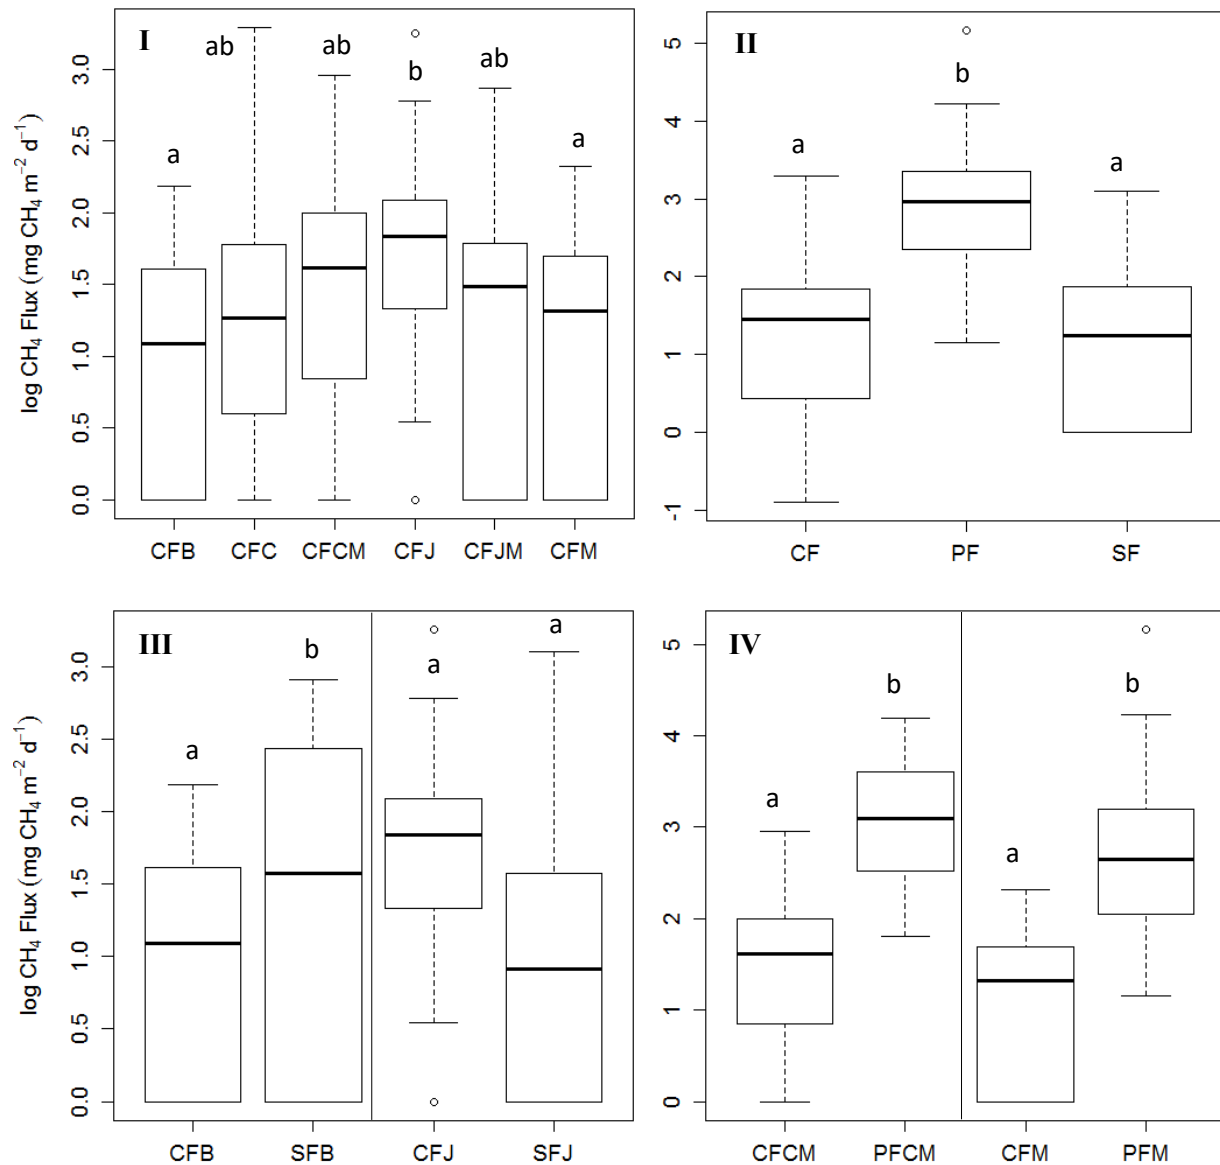 I
a
ab
ab
b
ab
a
log CH₄ Flux (mg CH₄ m⁻² d⁻¹)
3.0
2.5
2.0
1.5
1.0
0.5
0.0
CFB CFC CFCM CFJ CFJM CFM
II
a
b
a
5
4
3
2
1
0
-1
CF PF SF
III
a
b
a
a
log CH₄ Flux (mg CH₄ m⁻² d⁻¹)
3.0
2.5
2.0
1.5
1.0
0.5
0.0
CFB SFB CFJ SFJ
IV
a
b
a
b
5
4
3
2
1
0
CFCM PFCM CFM PFM